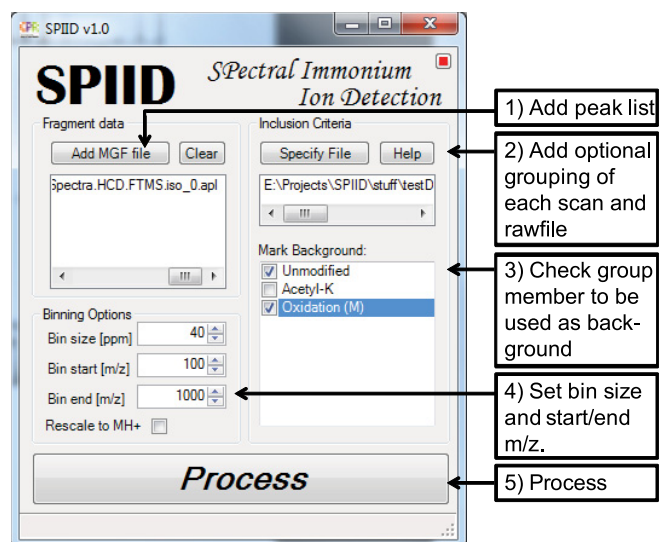 SPIID v1.0
SPIID
SPectral Immonium
Ion Detection
Fragment data
Add MGF file
Clear
Spectra.HCD.FTMS.iso_0.apl
Inclusion Criteria
Specify File
Help
E:\Projects\SPIID\stuff\testD
Mark Background:
Unmodified
Acetyl-K
Oxidation (M)
Binning Options
Bin size [ppm]
40
Bin start [m/z]
100
Bin end [m/z]
1000
Rescale to MH+
Process
1) Add peak list
2) Add optional
grouping of
each scan and
rawfile
3) Check group
member to be
used as back-
ground
4) Set bin size
and start/end
m/z.
5) Process